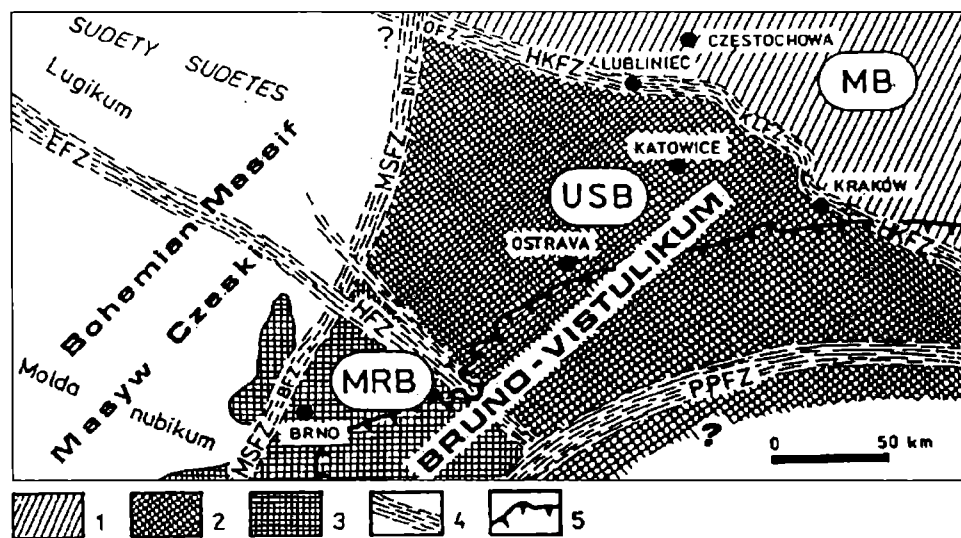 SUDETY
SUDETES
Lugikum
?
OFZ
HKFZ
LUBLINIEC
CZĘSTOCHOWA
MB
BNFZ
EFZ
MSFZ
KLFZ
KATOWICE
KRAKÓW
USB
HKFZ
Bohemian Massif
Masyw Czeski
OSTRAVA
BRUNO-VISTULIKUM
HFZ
Molda
nubikum
BFZ
MRB
BRNO
MSFZ
PPFZ
?
0 50 km
1 2 3 4 5